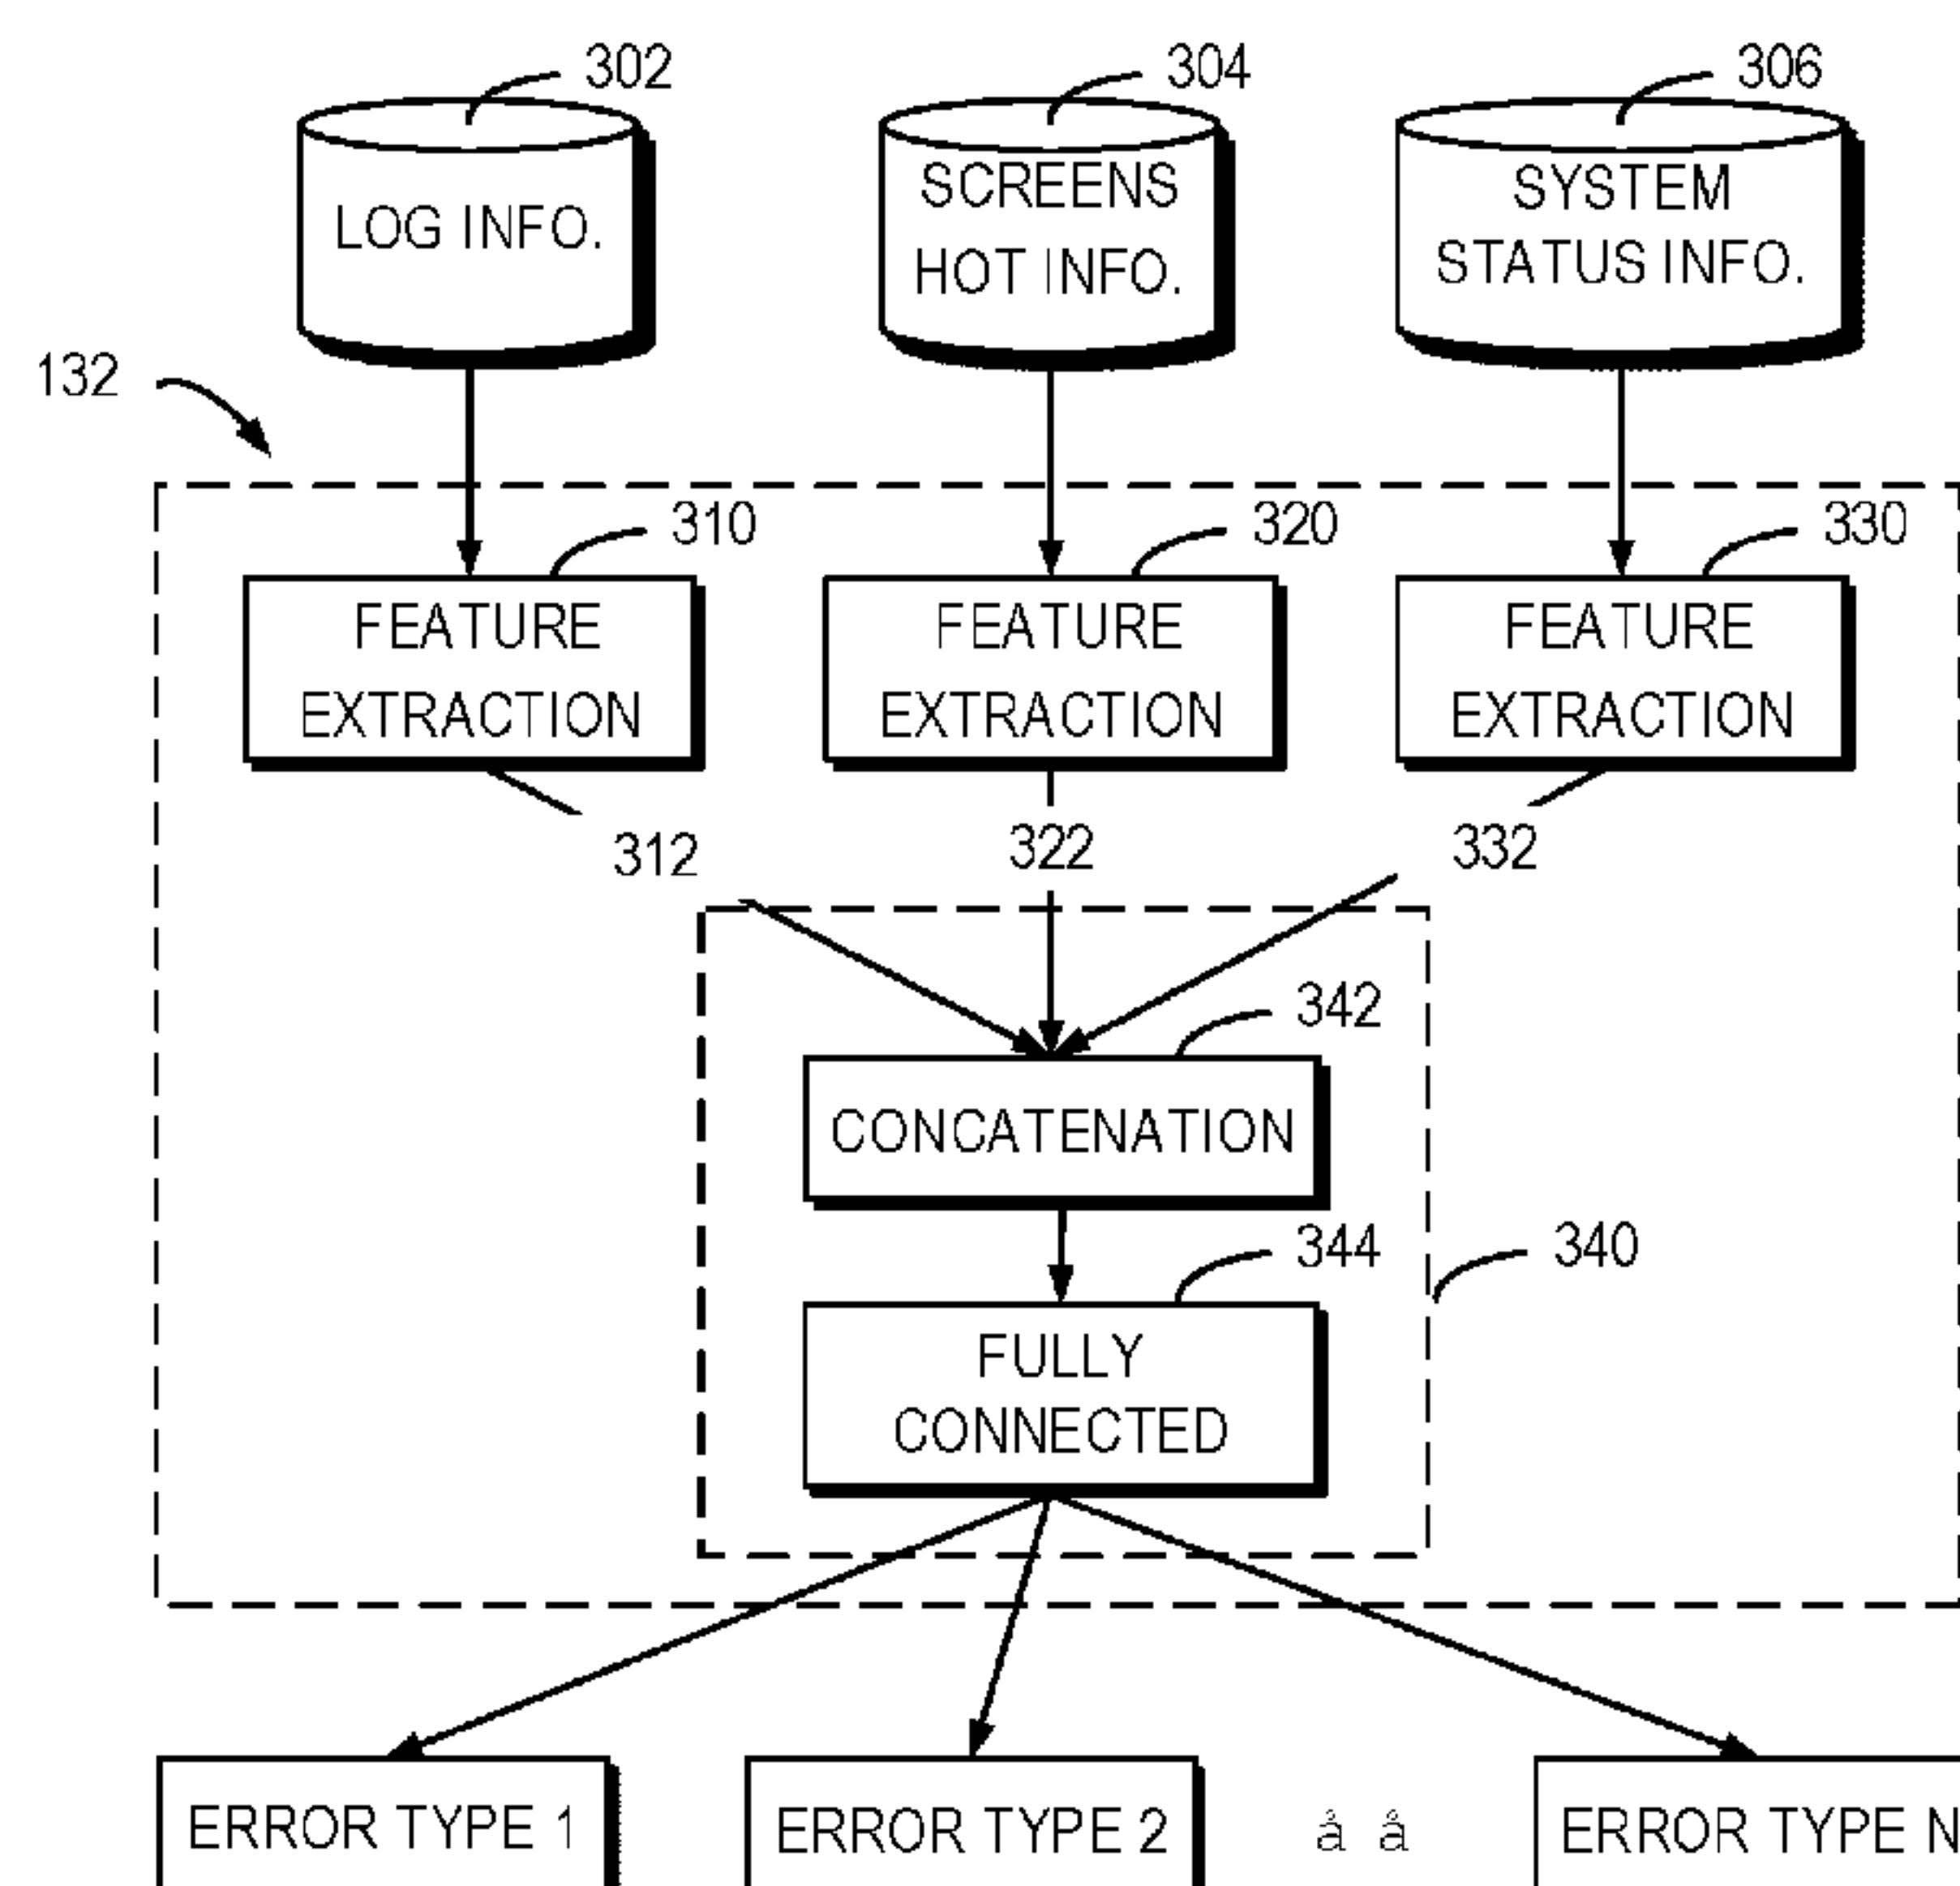 302
304
306
LOG INFO.
SCREENS
HOT INFO.
SYSTEM
STATUS INFO.
132
310
320
330
FEATURE
EXTRACTION
FEATURE
EXTRACTION
FEATURE
EXTRACTION
312
322
332
342
CONCATENATION
344
340
FULLY
CONNECTED
ERROR TYPE 1
ERROR TYPE 2
å å
ERROR TYPE N